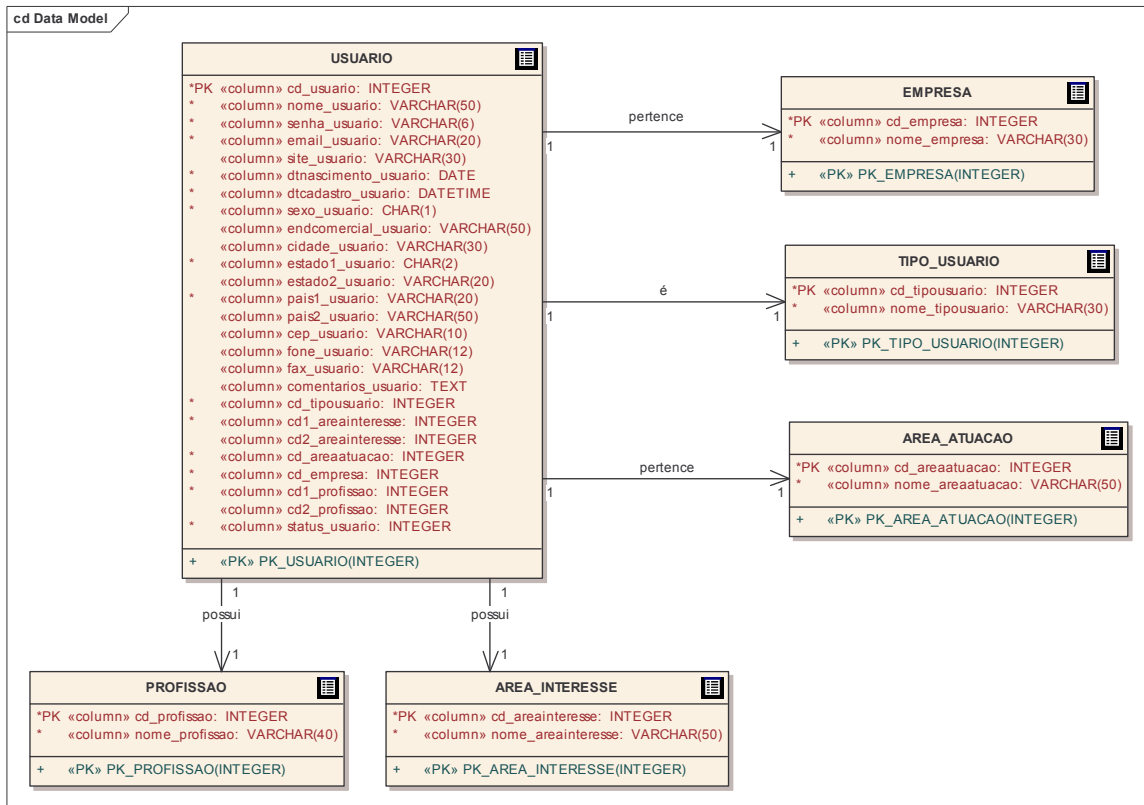 cd Data Model
USUARIO
*PK «column» cd_usuario: INTEGER
* «column» nome_usuario: VARCHAR(50)
* «column» senha_usuario: VARCHAR(6)
* «column» email_usuario: VARCHAR(20)
«column» site_usuario: VARCHAR(30)
* «column» dtnascimento_usuario: DATE
* «column» dtcadastro_usuario: DATETIME
* «column» sexo_usuario: CHAR(1)
«column» endcomercial_usuario: VARCHAR(50)
«column» cidade_usuario: VARCHAR(30)
* «column» estado1_usuario: CHAR(2)
«column» estado2_usuario: VARCHAR(20)
* «column» pais1_usuario: VARCHAR(20)
«column» pais2_usuario: VARCHAR(50)
«column» cep_usuario: VARCHAR(10)
«column» fone_usuario: VARCHAR(12)
«column» fax_usuario: VARCHAR(12)
«column» comentarios_usuario: TEXT
* «column» cd_tipousuario: INTEGER
* «column» cd1_areainteresse: INTEGER
«column» cd2_areainteresse: INTEGER
* «column» cd_areaatuacao: INTEGER
* «column» cd_empresa: INTEGER
* «column» cd1_profissao: INTEGER
«column» cd2_profissao: INTEGER
* «column» status_usuario: INTEGER
+ «PK» PK_USUARIO(INTEGER)
pertence
1 1
EMPRESA
*PK «column» cd_empresa: INTEGER
* «column» nome_empresa: VARCHAR(30)
+ «PK» PK_EMPRESA(INTEGER)
é
1 1
TIPO_USUARIO
*PK «column» cd_tipousuario: INTEGER
* «column» nome_tipousuario: VARCHAR(30)
+ «PK» PK_TIPO_USUARIO(INTEGER)
pertence
1 1
AREA_ATUACAO
*PK «column» cd_areaatuacao: INTEGER
* «column» nome_areaatuacao: VARCHAR(50)
+ «PK» PK_AREA_ATUACAO(INTEGER)
1
possui
1
PROFISSAO
*PK «column» cd_profissao: INTEGER
* «column» nome_profissao: VARCHAR(40)
+ «PK» PK_PROFISSAO(INTEGER)
1
possui
1
AREA_INTERESSE
*PK «column» cd_areainteresse: INTEGER
* «column» nome_areainteresse: VARCHAR(50)
+ «PK» PK_AREA_INTERESSE(INTEGER)